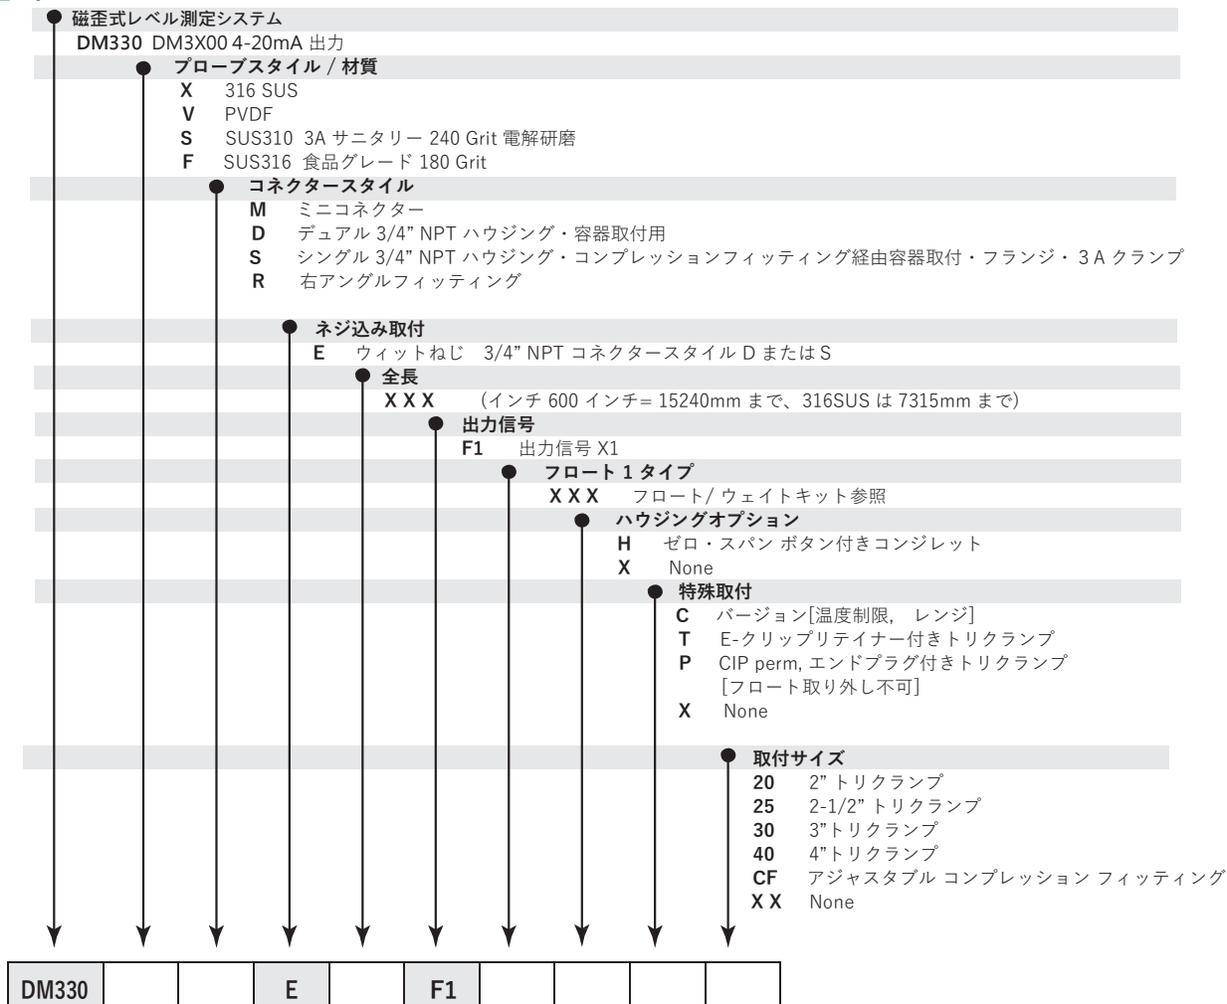 磁歪式レベル測定システム
DM330 DM3X00 4-20mA 出力
プローブスタイル / 材質
X 316 SUS
V PVDF
S SUS310 3A サニタリー 240 Grit 電解研磨
F SUS316 食品グレード 180 Grit
コネクタースタイル
M ミニコネクター
D デュアル 3/4” NPT ハウジング・容器取付用
S シングル 3/4” NPT ハウジング・コンプレッションフィッティング経由容器取付・フランジ・ 3 A クランプ
R 右アングルフィッティング
ネジ込み取付
E ウィットねじ 3/4” NPT コネクタースタイル D または S
全長
X X X （インチ 600 インチ= 15240mm まで、316SUS は 7315mm まで）
出力信号
F1 出力信号 X1
フロート 1 タイプ
X X X フロート/ ウェイトキット参照
ハウジングオプション
H ゼロ・スパン ボタン付きコンジレット
X None
特殊取付
C バージョン[温度制限, レンジ]
T E-クリップリテイナー付きトリクランプ
P CIP perm, エンドプラグ付きトリクランプ
[フロート取り外し不可]
X None
取付サイズ
20 2” トリクランプ
25 2-1/2” トリクランプ
30 3”トリクランプ
40 4”トリクランプ
CF アジャスタブル コンプレッション フィッティング
X X None
DM330 E F1